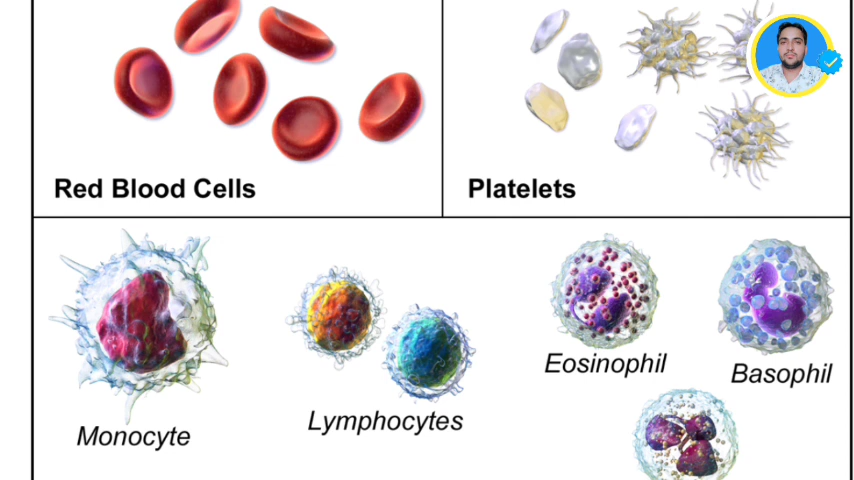 Red Blood Cells
Platelets
Monocyte
Lymphocytes
Eosinophil
Basophil